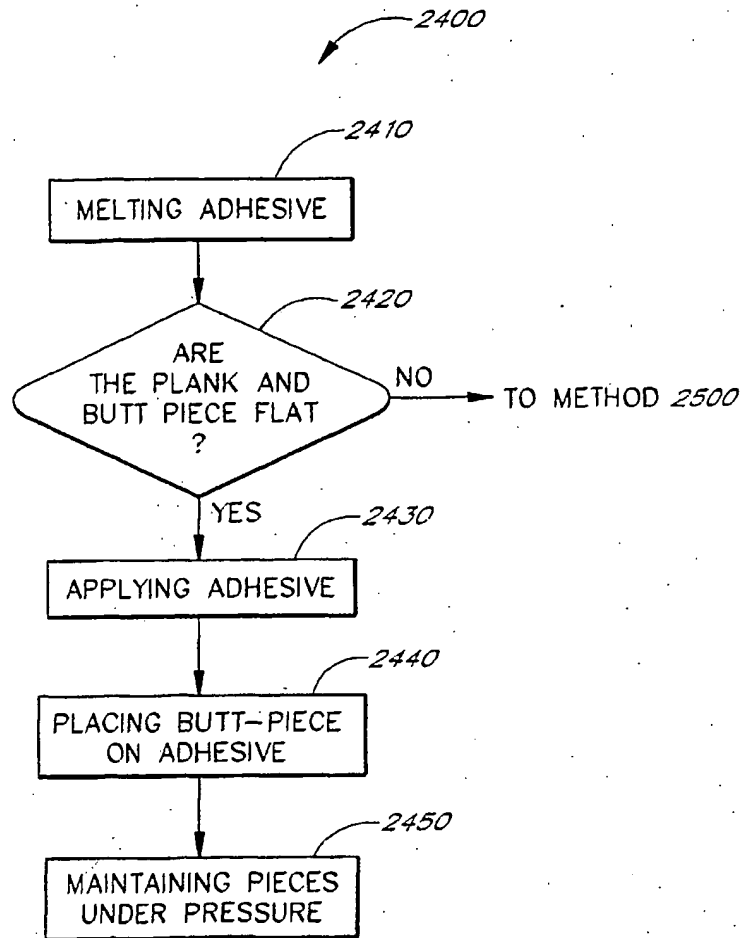 2400
2410
MELTING ADHESIVE
2420
ARE
THE PLANK AND
BUTT PIECE FLAT
?
NO
TO METHOD 2500
YES
2430
APPLYING ADHESIVE
2440
PLACING BUTT-PIECE
ON ADHESIVE
2450
MAINTAINING PIECES
UNDER PRESSURE